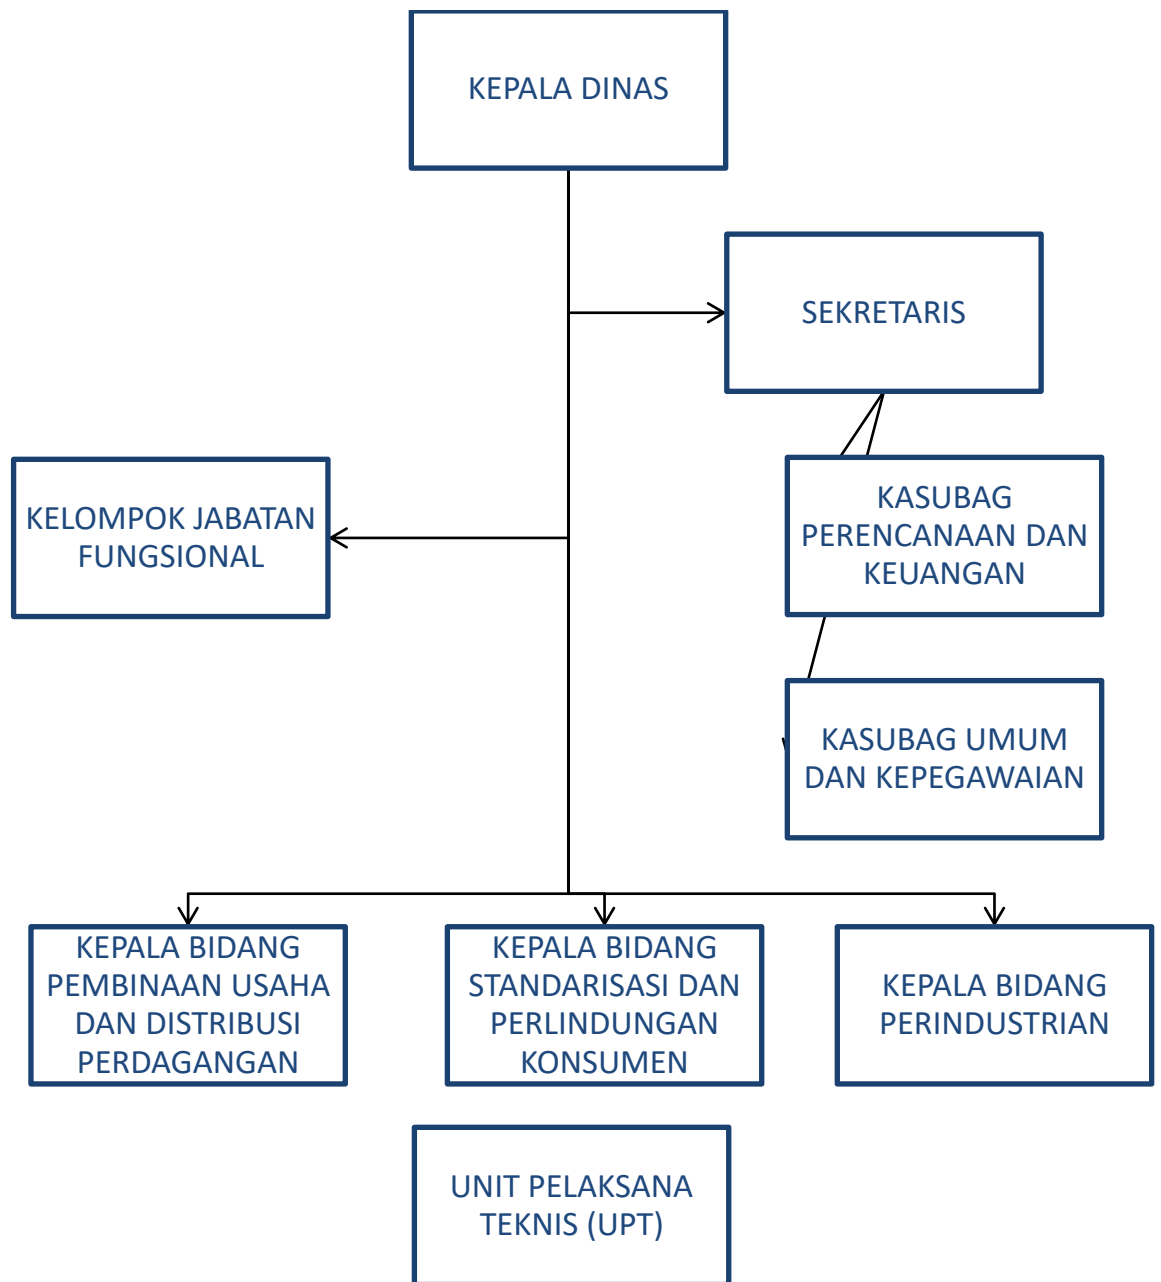 KEPALA DINAS
SEKRETARIS
KELOMPOK JABATAN
FUNGSIONAL
KASUBAG
PERENCANAAN DAN
KEUANGAN
KASUBAG UMUM
DAN KEPEGAWAIAN
KEPALA BIDANG
PEMBINAAN USAHA
DAN DISTRIBUSI
PERDAGANGAN
KEPALA BIDANG
STANDARISASI DAN
PERLINDUNGAN
KONSUMEN
KEPALA BIDANG
PERINDUSTRIAN
UNIT PELAKSANA
TEKNIS (UPT)